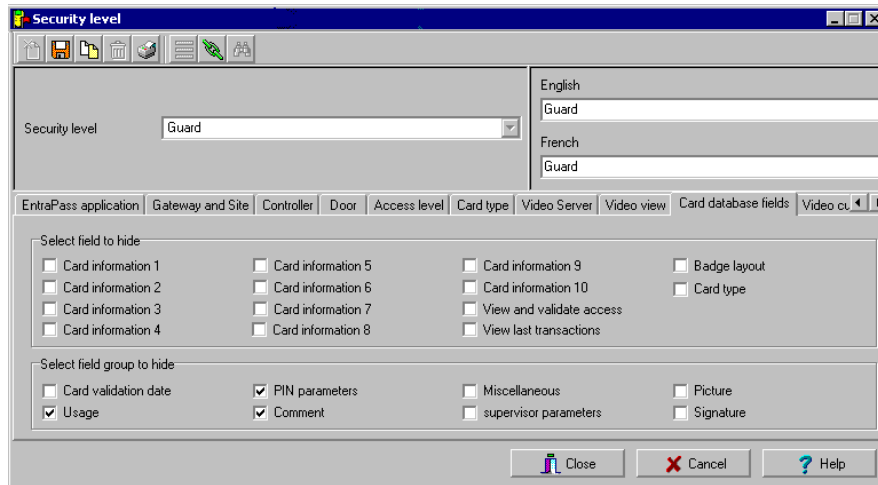 Security level
English
Guard
Security level Guard
French
Guard
EntraPass application Gateway and Site Controller Door Access level Card type Video Server Video view Card database fields Video cu
Select field to hide
Card information 1 Card information 5 Card information 9 Badge layout
Card information 2 Card information 6 Card information 10 Card type
Card information 3 Card information 7 View and validate access
Card information 4 Card information 8 View last transactions
Select field group to hide
Card validation date PIN parameters Miscellaneous Picture
Usage Comment supervisor parameters Signature
Close Cancel Help